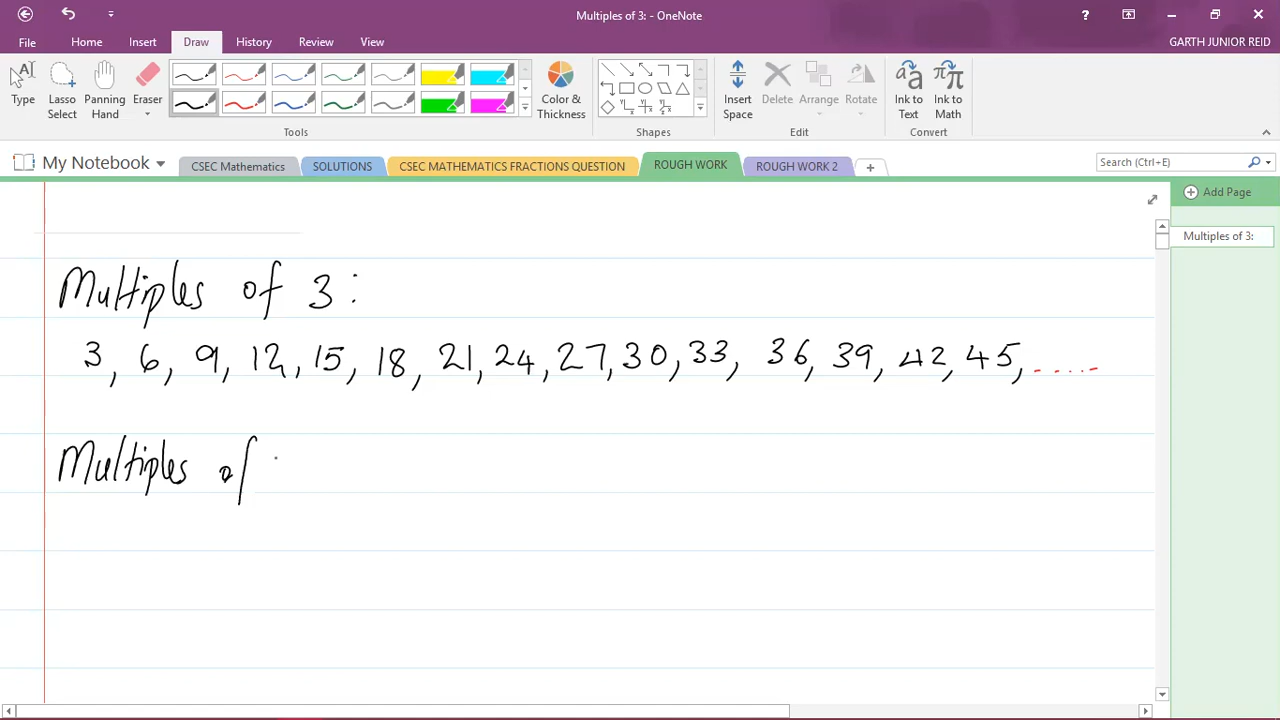 Multiples of 3: - OneNote
?
File
Home
Insert
Draw
History
Review
View
GARTH JUNIOR REID
Type
Lasso Select
Panning Hand
Eraser
Color & Thickness
Insert Space
Delete
Arrange
Rotate
Ink to Text
Ink to Math
Tools
Shapes
Edit
Convert
My Notebook
CSEC Mathematics
SOLUTIONS
CSEC MATHEMATICS FRACTIONS QUESTION
ROUGH WORK
ROUGH WORK 2
Search (Ctrl+E)
Add Page
Multiples of 3:
Multiples of 3:
3, 6, 9, 12, 15, 18, 21, 24, 27, 30, 33, 36, 39, 42, 45, .....
Multiples of